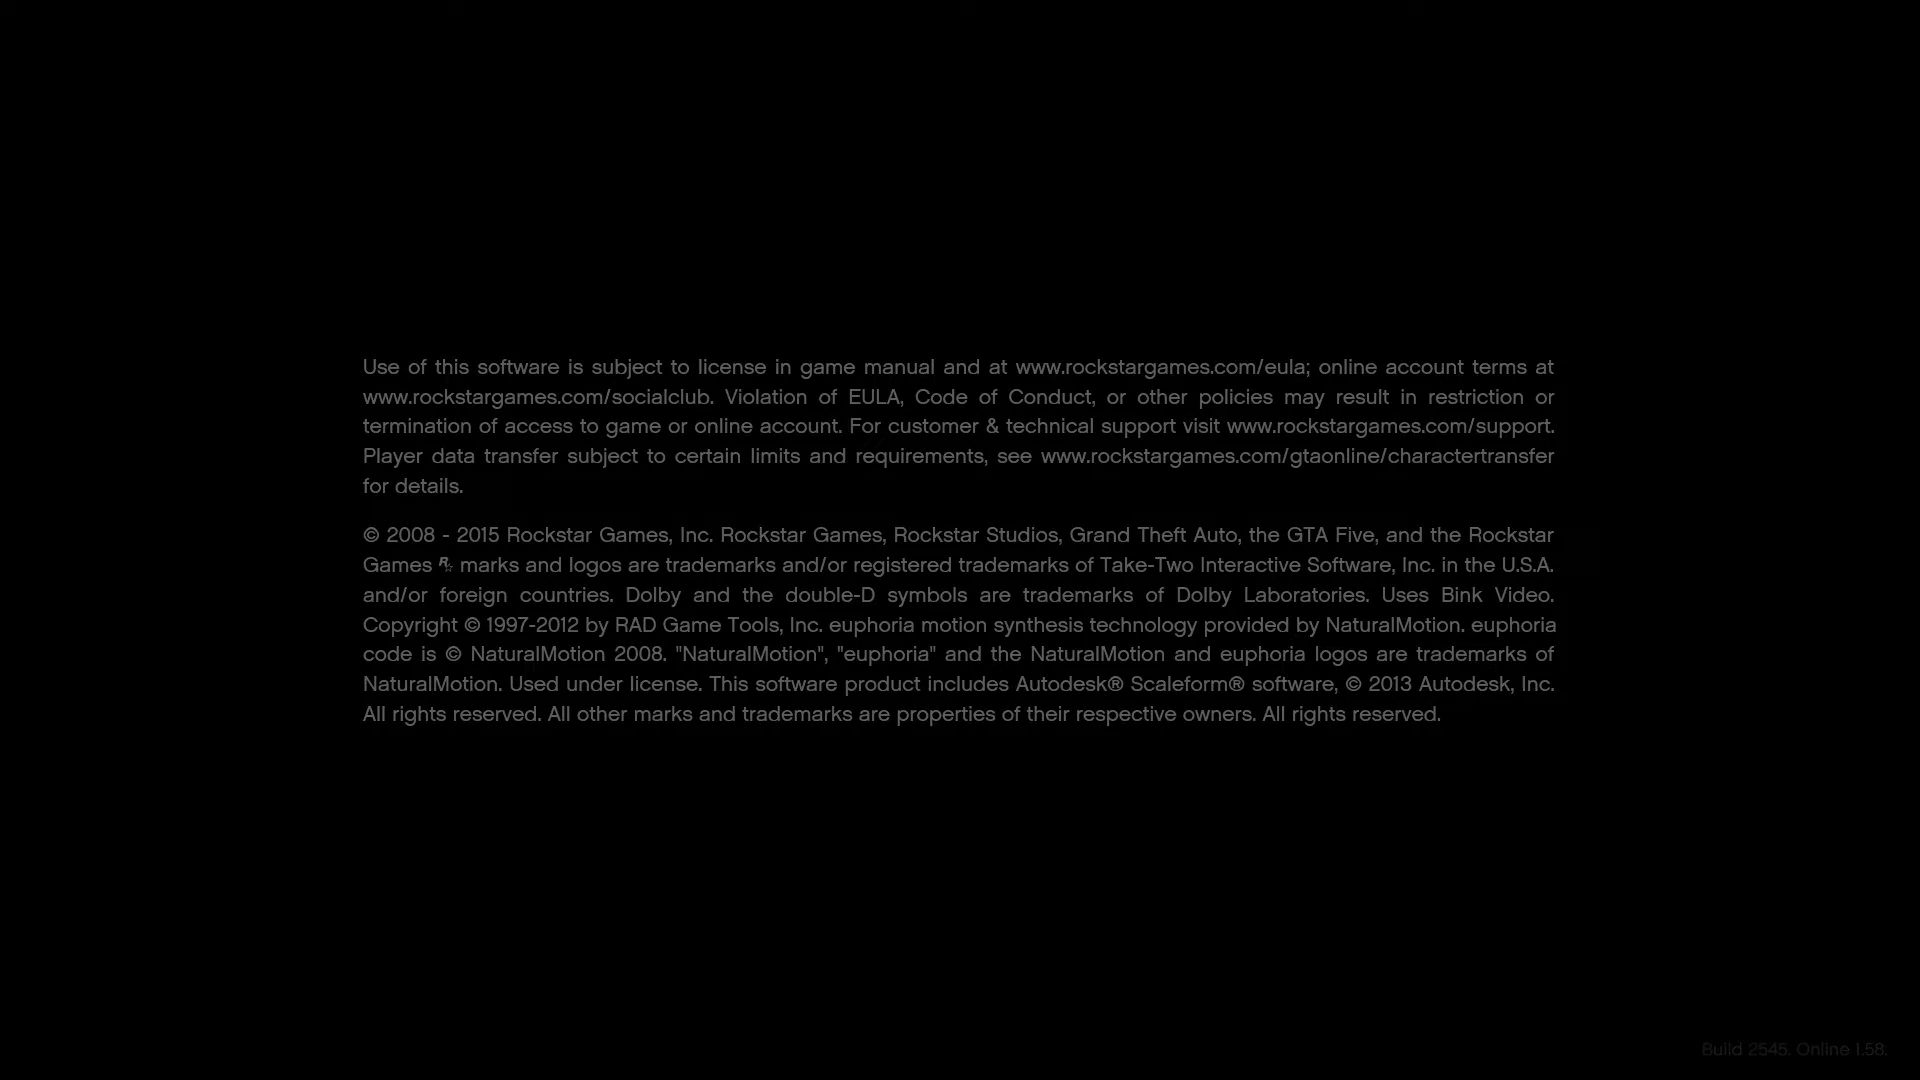 Use of this software is subject to license in game manual and at www.rockstargames.com/eula; online account terms at
www.rockstargames.com/socialclub. Violation of EULA, Code of Conduct, or other policies may result in restriction or
termination of access to game or online account. For customer & technical support visit www.rockstargames.com/support.
Player data transfer subject to certain limits and requirements, see www.rockstargames.com/gtaonline/charactertransfer
for details.
© 2008 - 2015 Rockstar Games, Inc. Rockstar Games, Rockstar Studios, Grand Theft Auto, the GTA Five, and the Rockstar
Games R* marks and logos are trademarks and/or registered trademarks of Take-Two Interactive Software, Inc. in the U.S.A.
and/or foreign countries. Dolby and the double-D symbols are trademarks of Dolby Laboratories. Uses Bink Video.
Copyright © 1997-2012 by RAD Game Tools, Inc. euphoria motion synthesis technology provided by NaturalMotion. euphoria
code is © NaturalMotion 2008. "NaturalMotion", "euphoria" and the NaturalMotion and euphoria logos are trademarks of
NaturalMotion. Used under license. This software product includes Autodesk® Scaleform® software, © 2013 Autodesk, Inc.
All rights reserved. All other marks and trademarks are properties of their respective owners. All rights reserved.
Build 2545. Online 1.58.